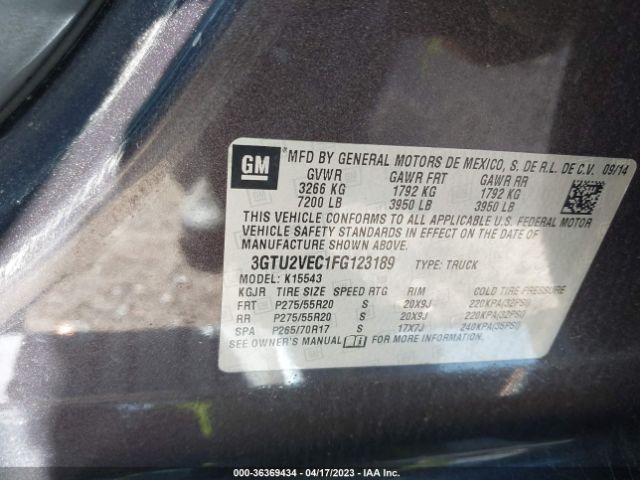 GM *MFD BY GENERAL MOTORS DE MEXICO, S. DE R.L. DE C.V. 09/14
GVWR GAWR FRT GAWR RR
3266 KG 1792 KG 1792 KG
7200 LB 3950 LB 3950 LB
THIS VEHICLE CONFORMS TO ALL APPLICABLE U.S. FEDERAL MOTOR
VEHICLE SAFETY STANDARDS IN EFFECT ON THE DATE OF
MANUFACTURE SHOWN ABOVE.
3GTU2VEC1FG123189 TYPE: TRUCK
MODEL: K15543
KGJR TIRE SIZE SPEED RTG RIM COLD TIRE PRESSURE
FRT P275/55R20 S 20X9J 220KPA(32PSI)
RR P275/55R20 S 20X9J 220KPA(32PSI)
SPA P265/70R17 S 17X7J 240KPA(35PSI)
SEE OWNER'S MANUAL FOR MORE INFORMATION.
000-36369434 - 04/17/2023 - IAA Inc.